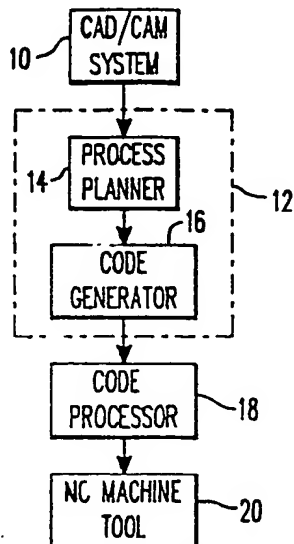 10
CAD/CAM
SYSTEM
14
PROCESS
PLANNER
12
16
CODE
GENERATOR
CODE
PROCESSOR
18
NC MACHINE
TOOL
20